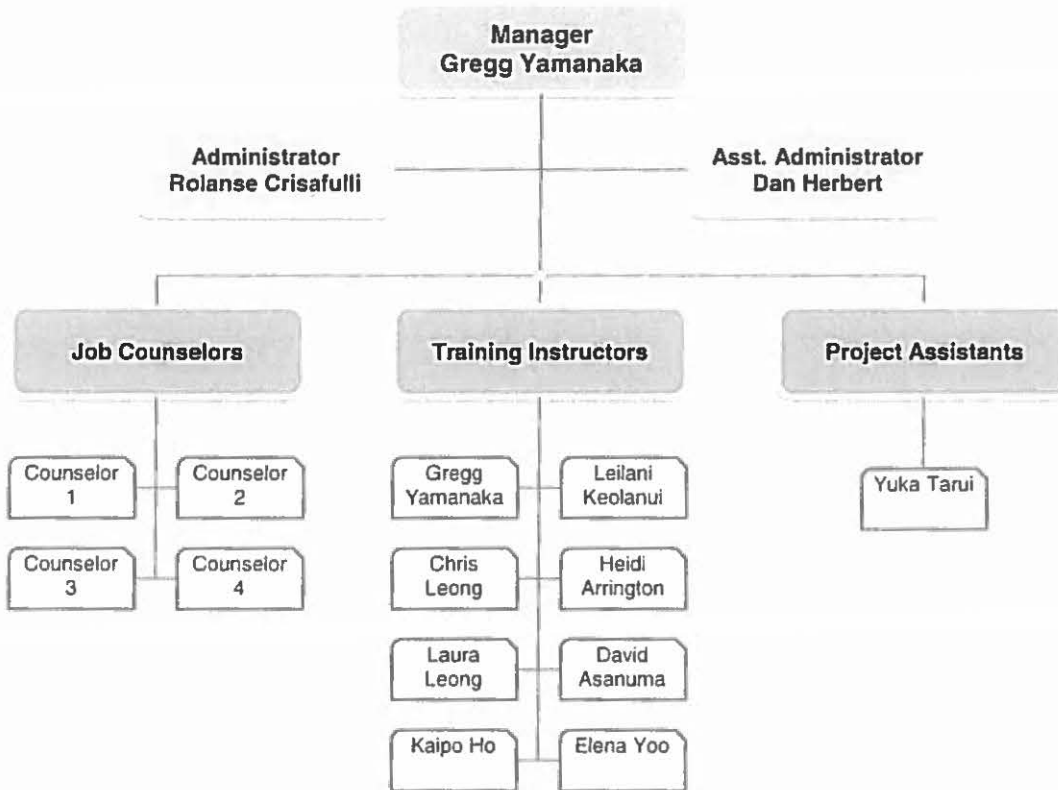 Manager
Gregg Yamanaka
Administrator
Rolanse Crisafulli
Asst. Administrator
Dan Herbert
Job Counselors
Training Instructors
Project Assistants
Counselor
1
Counselor
2
Counselor
3
Counselor
4
Gregg
Yamanaka
Leilani
Keolanui
Chris
Leong
Heidi
Arrington
Laura
Leong
David
Asanuma
Kaipo Ho
Elena Yoo
Yuka Tarui